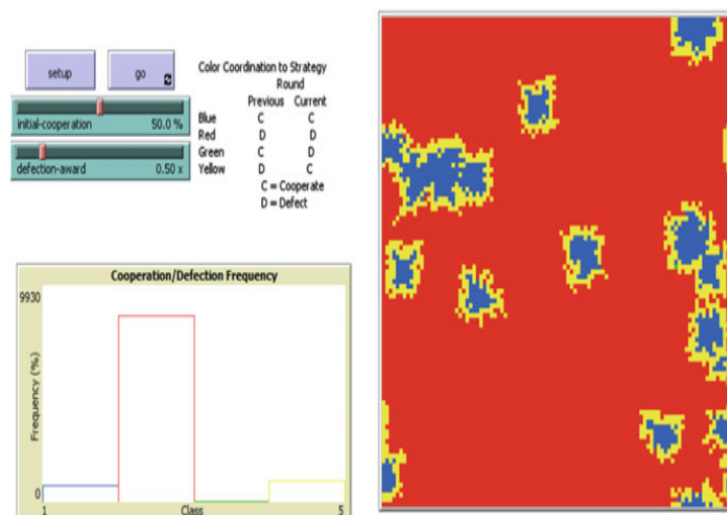 setup
go
initial-cooperation 50.0 %
defection-award 0.50 x
Color Coordination to Strategy
Round
Previous Current
Blue C C
Red D D
Green C D
Yellow D C
C = Cooperate
D = Defect
Cooperation/Defection Frequency
9930
Frequency (%)
0
1 Class 5